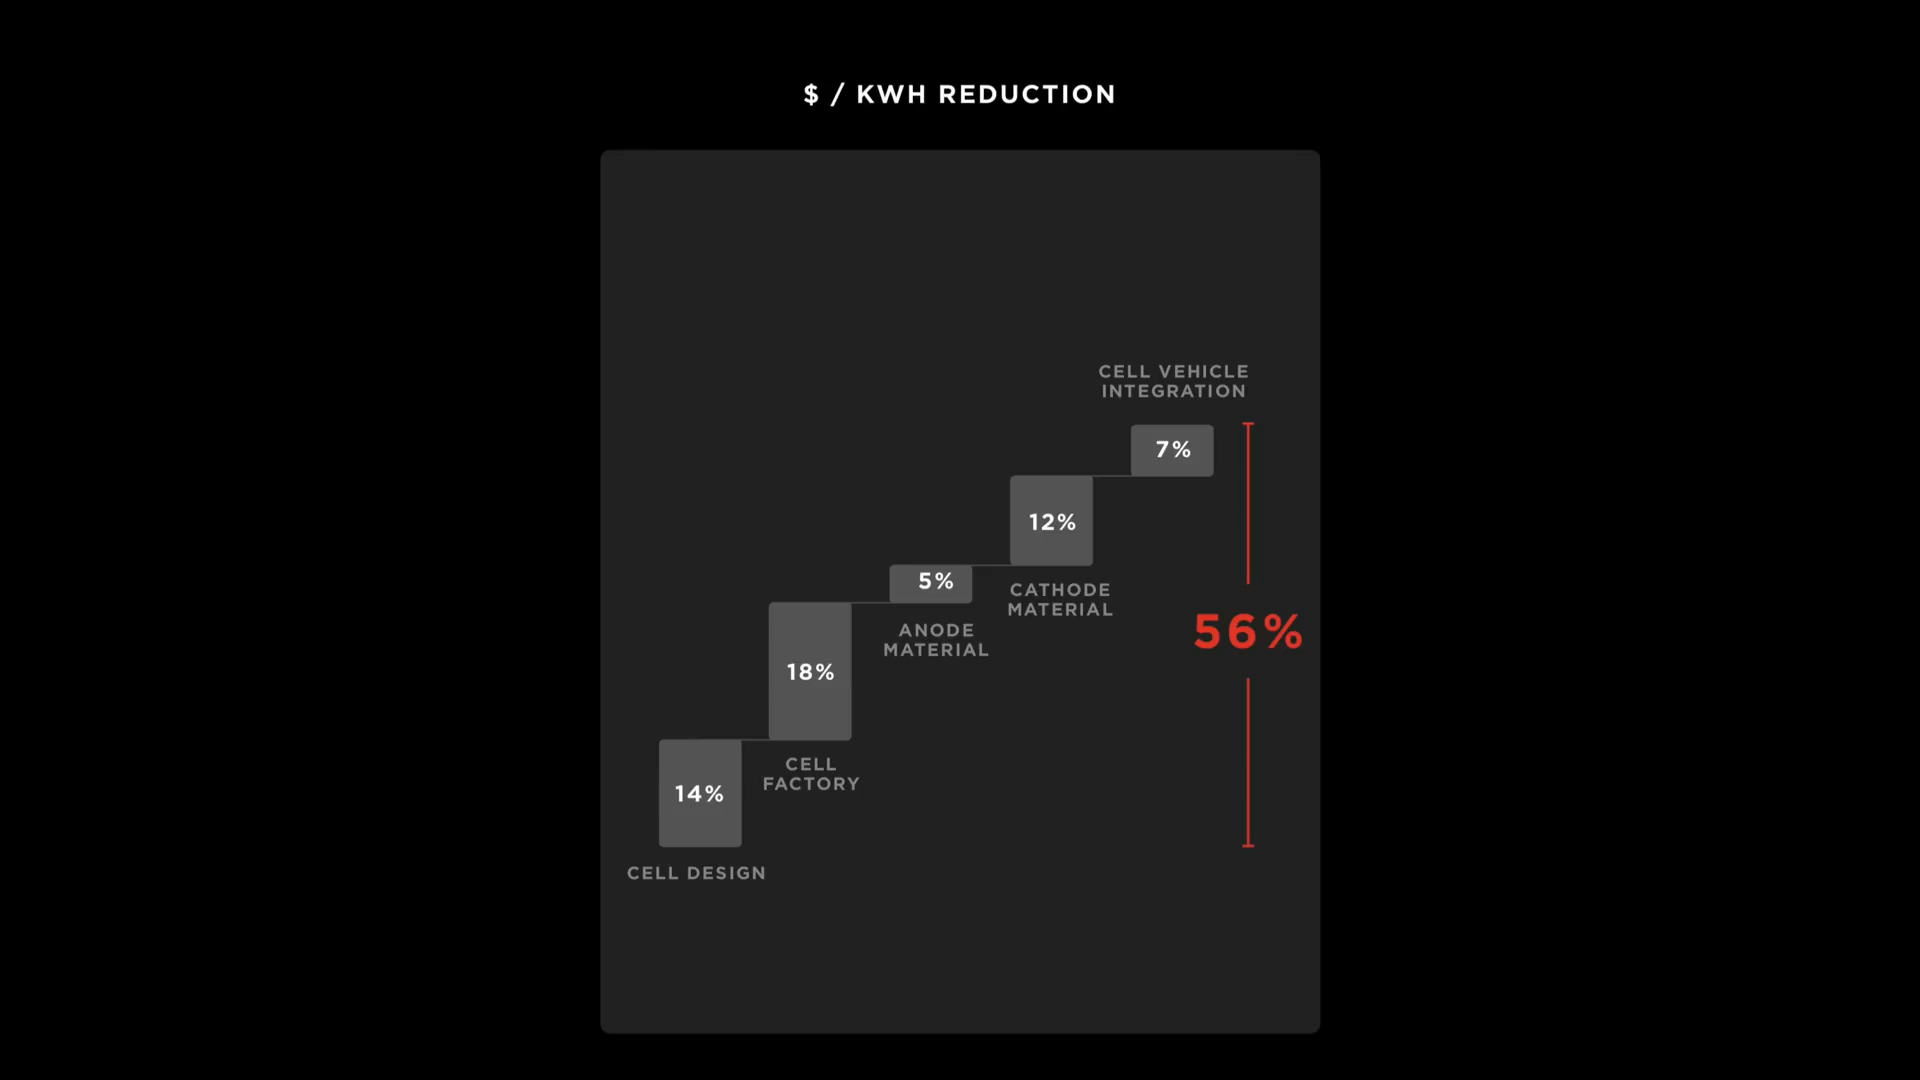 $ / KWH REDUCTION
CELL VEHICLE
INTEGRATION
7%
12%
CATHODE
MATERIAL
5%
ANODE
MATERIAL
56%
18%
CELL
FACTORY
14%
CELL DESIGN